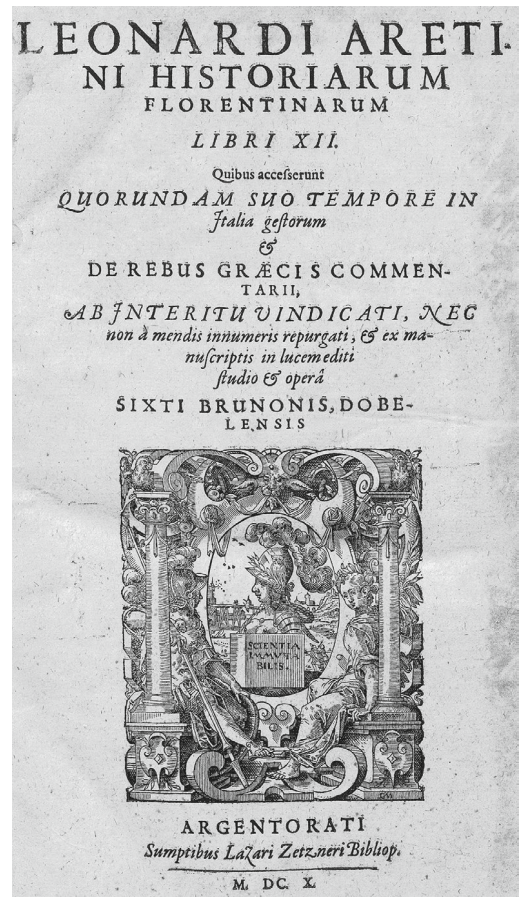 LEONARDI ARETI-
NI HISTORIARUM
FLORENTINARUM
LIBRI XII.
Quibus accesserunt
QUORUNDAM SUO TEMPORE IN
Italia gestorum
&
DE REBUS GRÆCIS COMMEN-
TARII,
AB INTERITU VINDICATI, NEC
non à mendis innumeris repurgati, & ex ma-
nuscriptis in lucem editi
studio & operâ
SIXTI BRUNONIS, DOBE-
LENSIS
SCIENTIA
IMMUTA
BILIS.
ARGENTORATI
Sumptibus Lazari Zetzneri Bibliop.
M. DC. X.